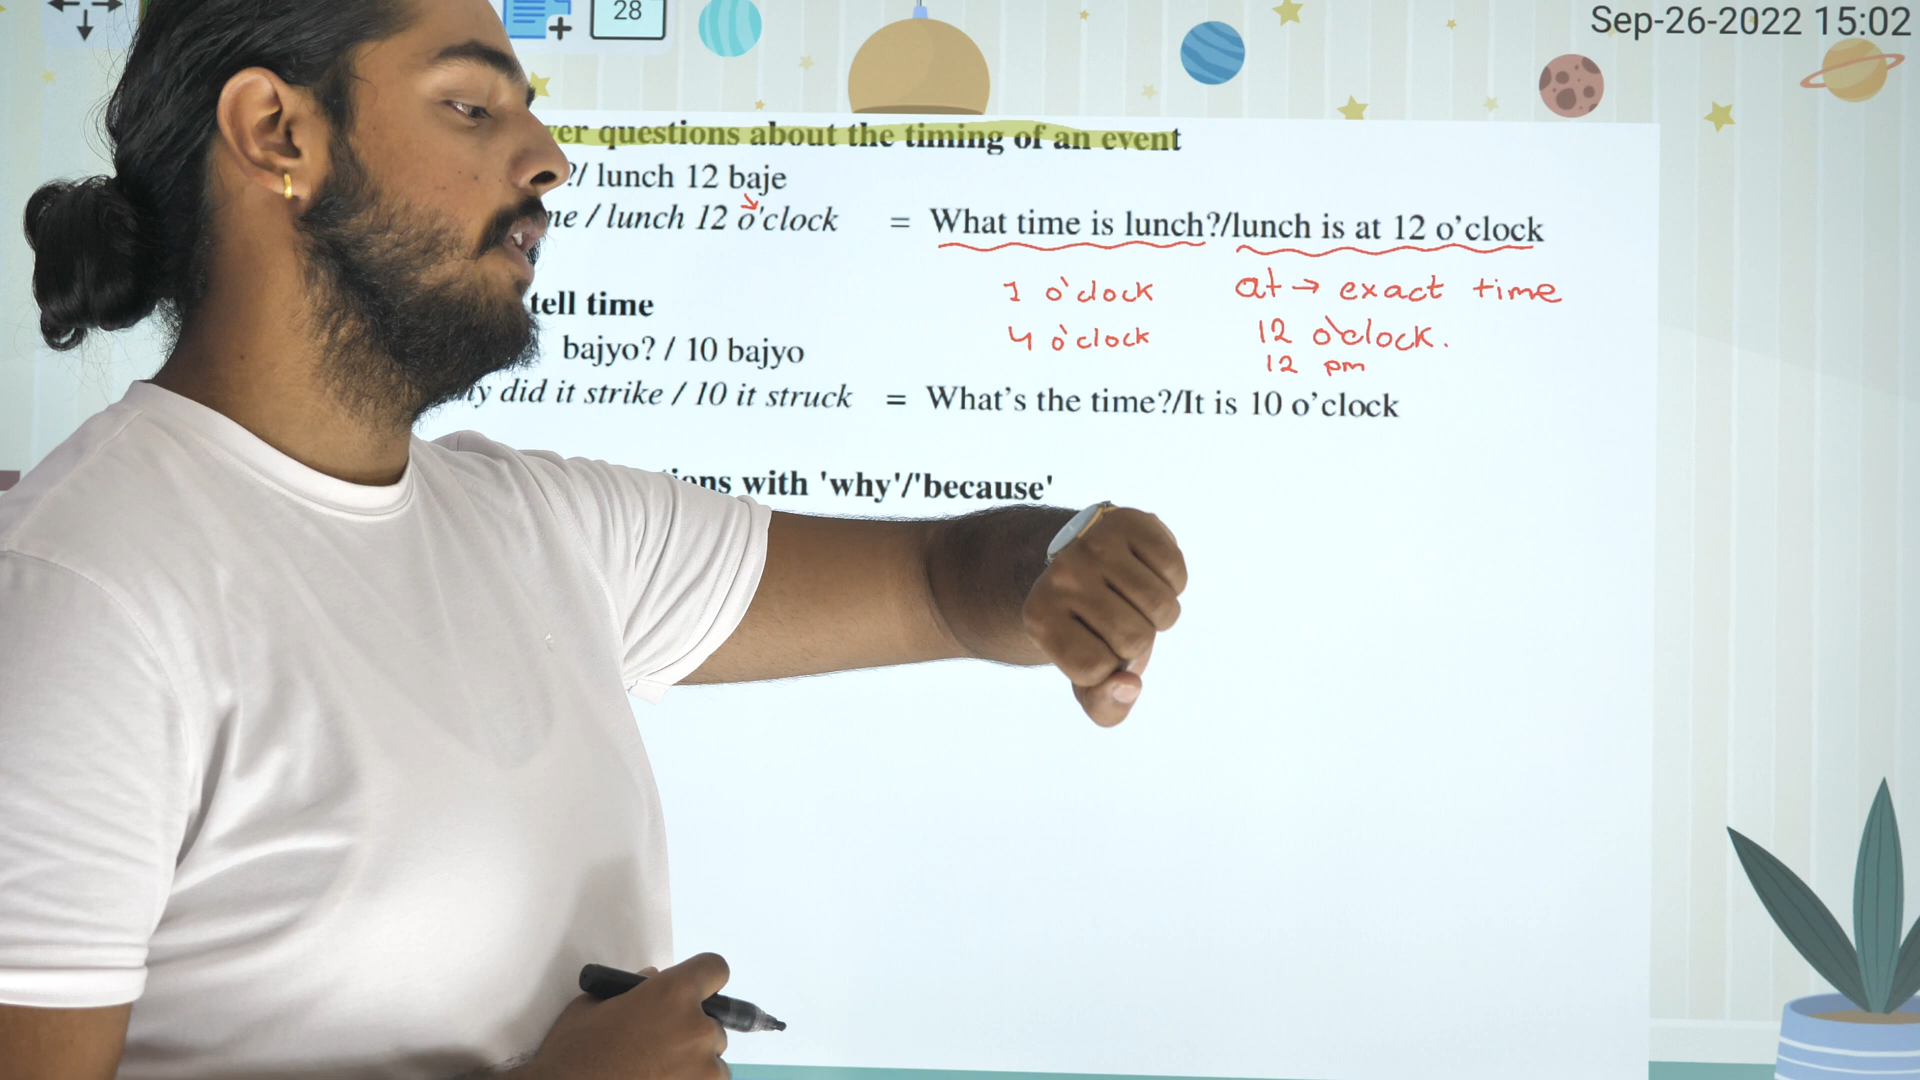 28
Sep-26-2022 15:02
questions about the timing of an event
?/ lunch 12 baje
/ lunch 12 o'clock = What time is lunch?/lunch is at 12 o'clock
1 o'clock at → exact time
tell time
4 o'clock 12 o'clock.
bajyo? / 10 bajyo
12 pm
did it strike / 10 it struck = What's the time?/It is 10 o'clock
with 'why'/'because'